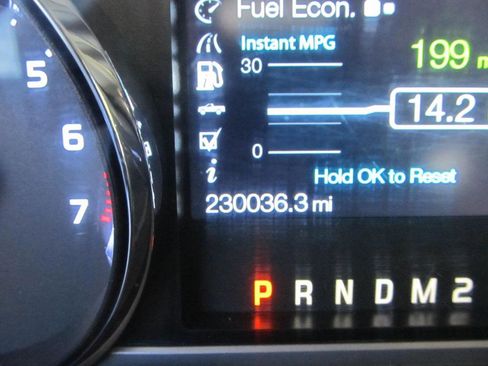 Fuel Econ.
Instant MPG
30
199
14.2
0
Hold OK to Reset
i
230036.3 mi
5
6
7
P R N D M 2